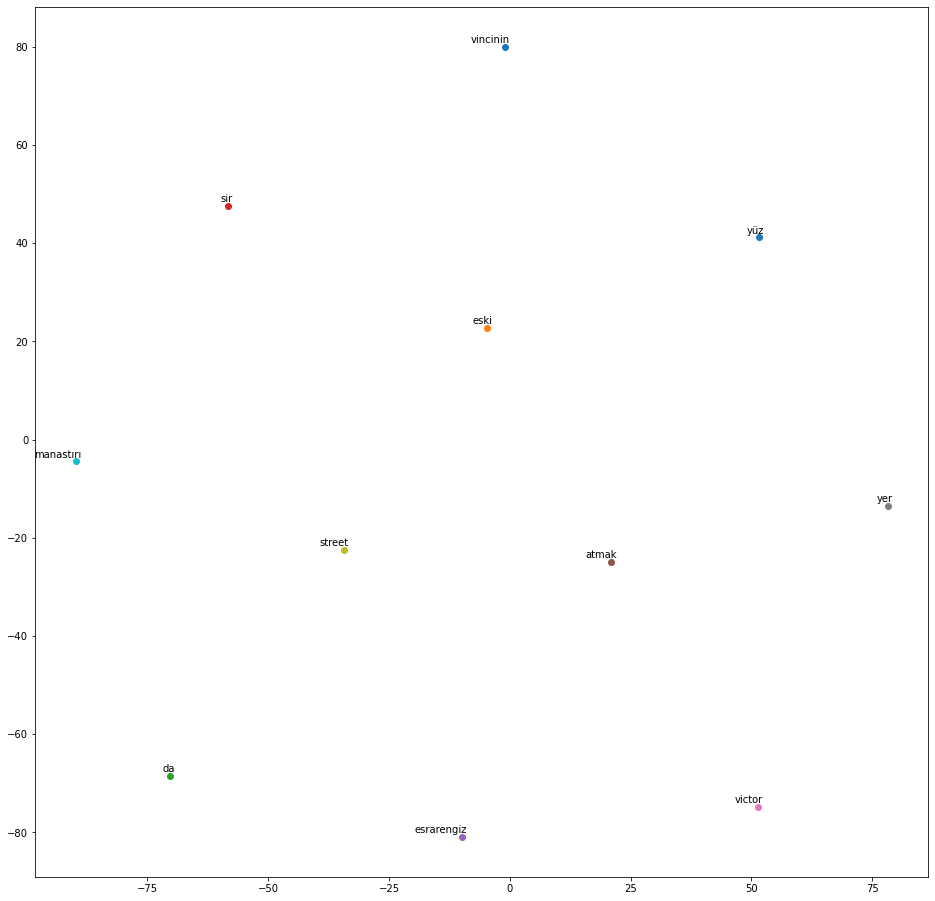 vincinin
80
60
sir
yüz
40
eski
20
0
manastırı
yer
street
atmak
−20
−40
−60
da
victor
esrarengiz
−80
−75 −50 −25 0 25 50 75